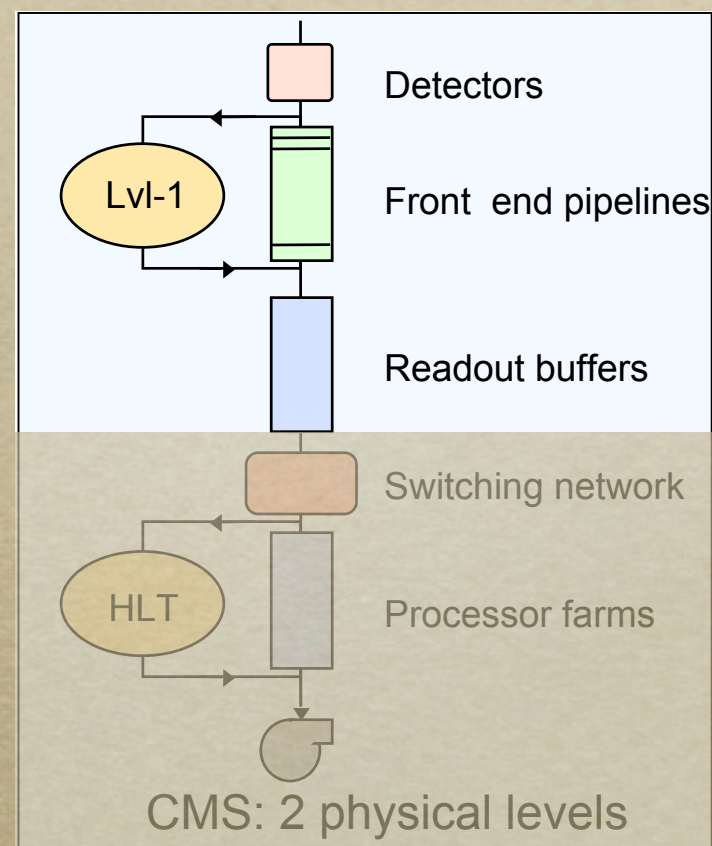 Detectors
Lvl-1
Front end pipelines
Readout buffers
Switching network
HLT
Processor farms
CMS: 2 physical levels